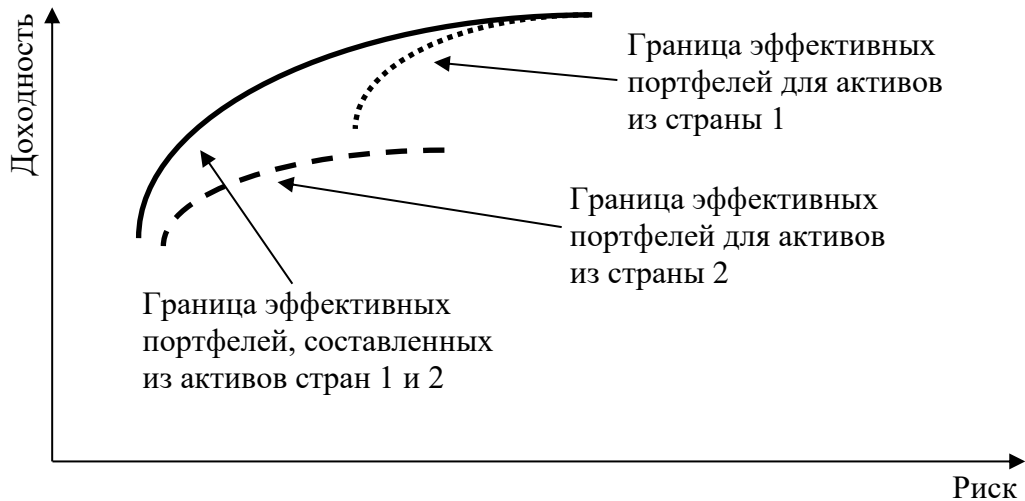 Доходность
Граница эффективных
портфелей для активов
из страны 1
Граница эффективных
портфелей для активов
из страны 2
Граница эффективных
портфелей, составленных
из активов стран 1 и 2
Риск